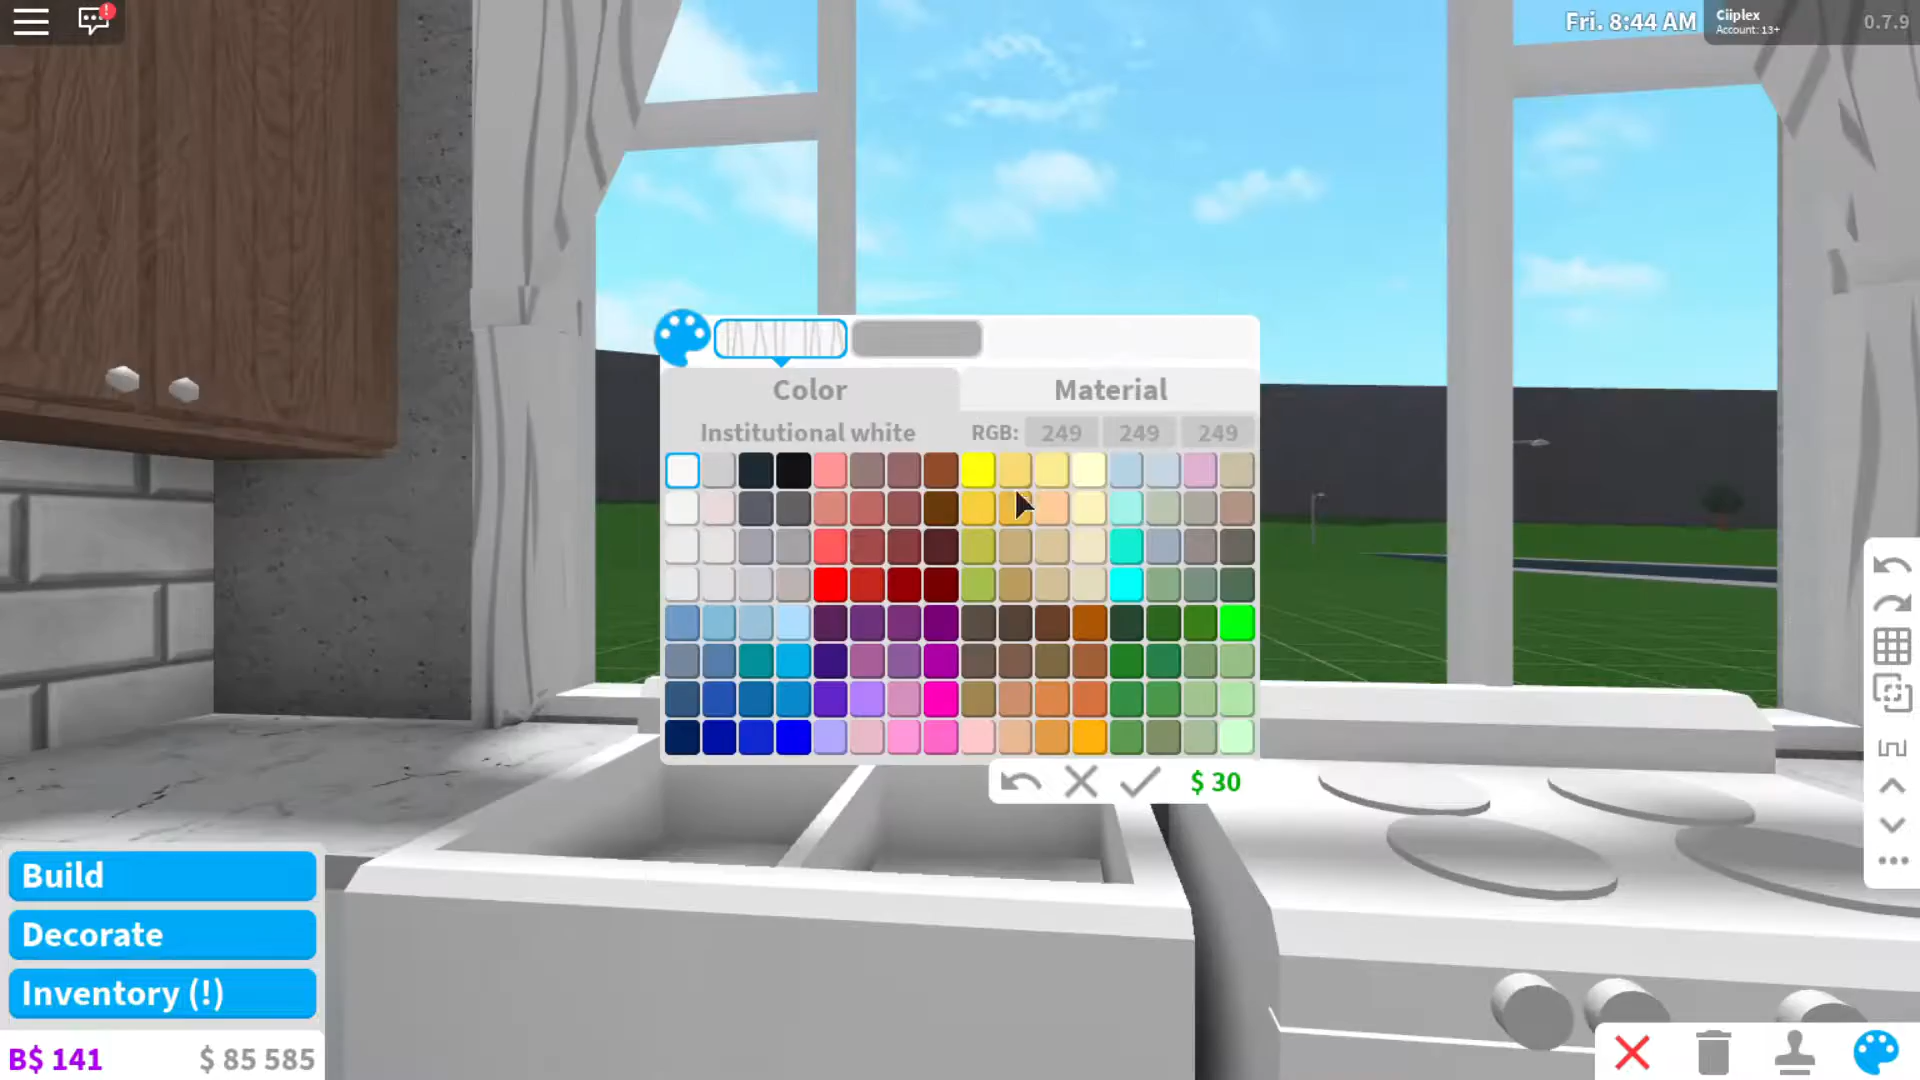 Fri. 8:44 AM
Ciiplex
Account: 13+
0.7.9
Color
Material
Institutional white
RGB: 249 249 249
$ 30
Build
Decorate
Inventory (!)
B$ 141
$ 85 585